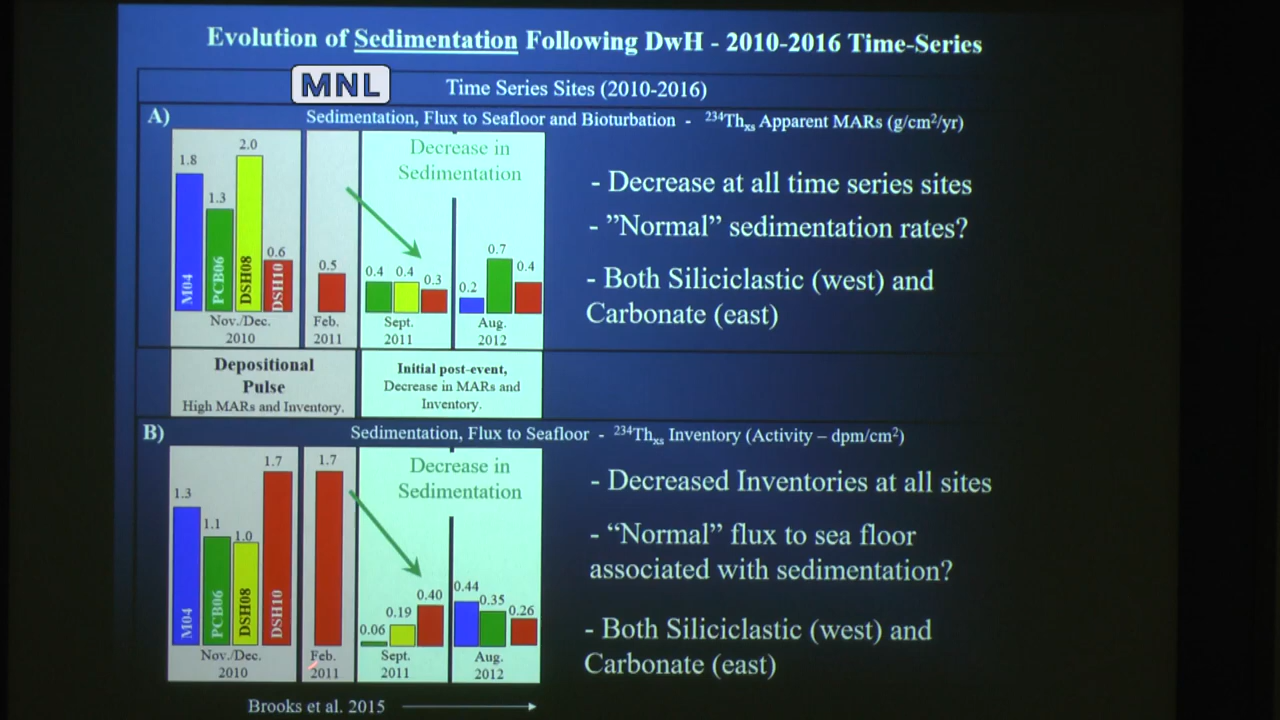 Evolution of Sedimentation Following DwH - 2010-2016 Time-Series
MNL
Time Series Sites (2010-2016)
A)
Sedimentation, Flux to Seafloor and Bioturbation - ²³⁴Thₓₛ Apparent MARs (g/cm²/yr)
1.8
1.3
2.0
0.6
M04
PCB06
DSH08
DSH10
Nov./Dec.
2010
0.5
Feb.
2011
Decrease in
Sedimentation
0.4
0.4
0.3
Sept.
2011
0.2
0.7
0.4
Aug.
2012
- Decrease at all time series sites
- ”Normal” sedimentation rates?
- Both Siliciclastic (west) and
Carbonate (east)
Depositional
Pulse
High MARs and Inventory.
Initial post-event,
Decrease in MARs and
Inventory.
B)
Sedimentation, Flux to Seafloor - ²³⁴Thₓₛ Inventory (Activity – dpm/cm²)
1.3
1.1
1.0
1.7
M04
PCB06
DSH08
DSH10
Nov./Dec.
2010
1.7
Feb.
2011
Decrease in
Sedimentation
0.06
0.19
0.40
Sept.
2011
0.44
0.35
0.26
Aug.
2012
- Decreased Inventories at all sites
- “Normal” flux to sea floor
associated with sedimentation?
- Both Siliciclastic (west) and
Carbonate (east)
Brooks et al. 2015